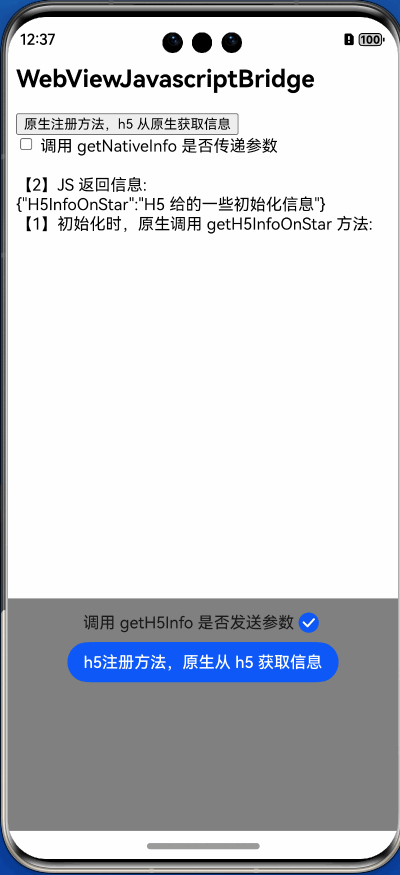 12:37
100
WebViewJavascriptBridge
原生注册方法，h5 从原生获取信息
调用 getNativeInfo 是否传递参数
【2】JS 返回信息:
{"H5InfoOnStar":"H5 给的一些初始化信息"}
【1】初始化时，原生调用 getH5InfoOnStar 方法:
调用 getH5Info 是否发送参数
h5注册方法，原生从 h5 获取信息